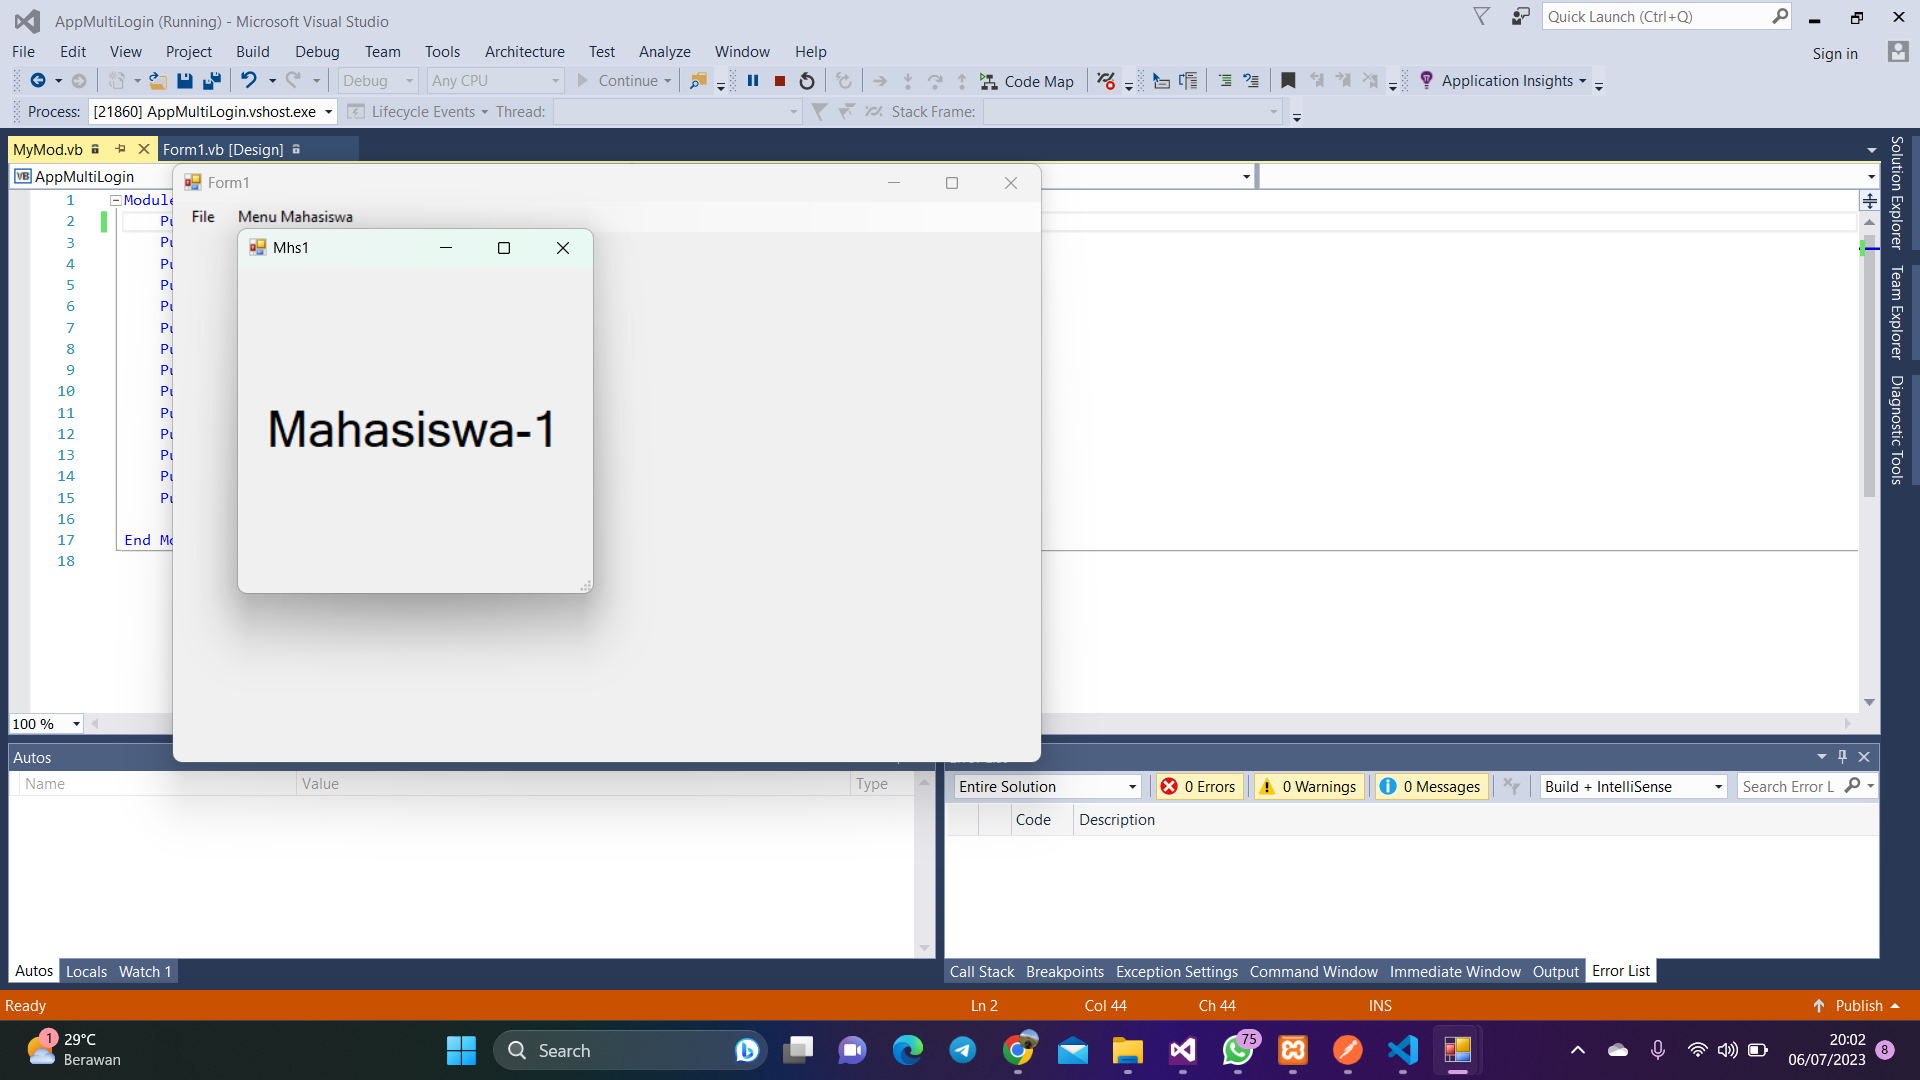 AppMultiLogin (Running) - Microsoft Visual Studio
Quick Launch (Ctrl+Q)
File Edit View Project Build Debug Team Tools Architecture Test Analyze Window Help
Sign in
Debug Any CPU Continue Code Map Application Insights
Process: [21860] AppMultiLogin.vshost.exe Lifecycle Events Thread: Stack Frame:
MyMod.vb Form1.vb [Design]
VB AppMultiLogin
Form1
File Menu Mahasiswa
Mhs1
Mahasiswa-1
1 Module
2 Pu
3 Pu
4 Pu
5 Pu
6 Pu
7 Pu
8 Pu
9 Pu
10 Pu
11 Pu
12 Pu
13 Pu
14 Pu
15 Pu
16
17 End Mo
18
Solution Explorer
Team Explorer
Diagnostic Tools
100 %
Autos
Name Value Type
Entire Solution 0 Errors 0 Warnings 0 Messages Build + IntelliSense Search Error L
Code Description
Autos Locals Watch 1
Call Stack Breakpoints Exception Settings Command Window Immediate Window Output Error List
Ready Ln 2 Col 44 Ch 44 INS Publish
1 29°C
Berawan
Search
75
20:02
06/07/2023
8